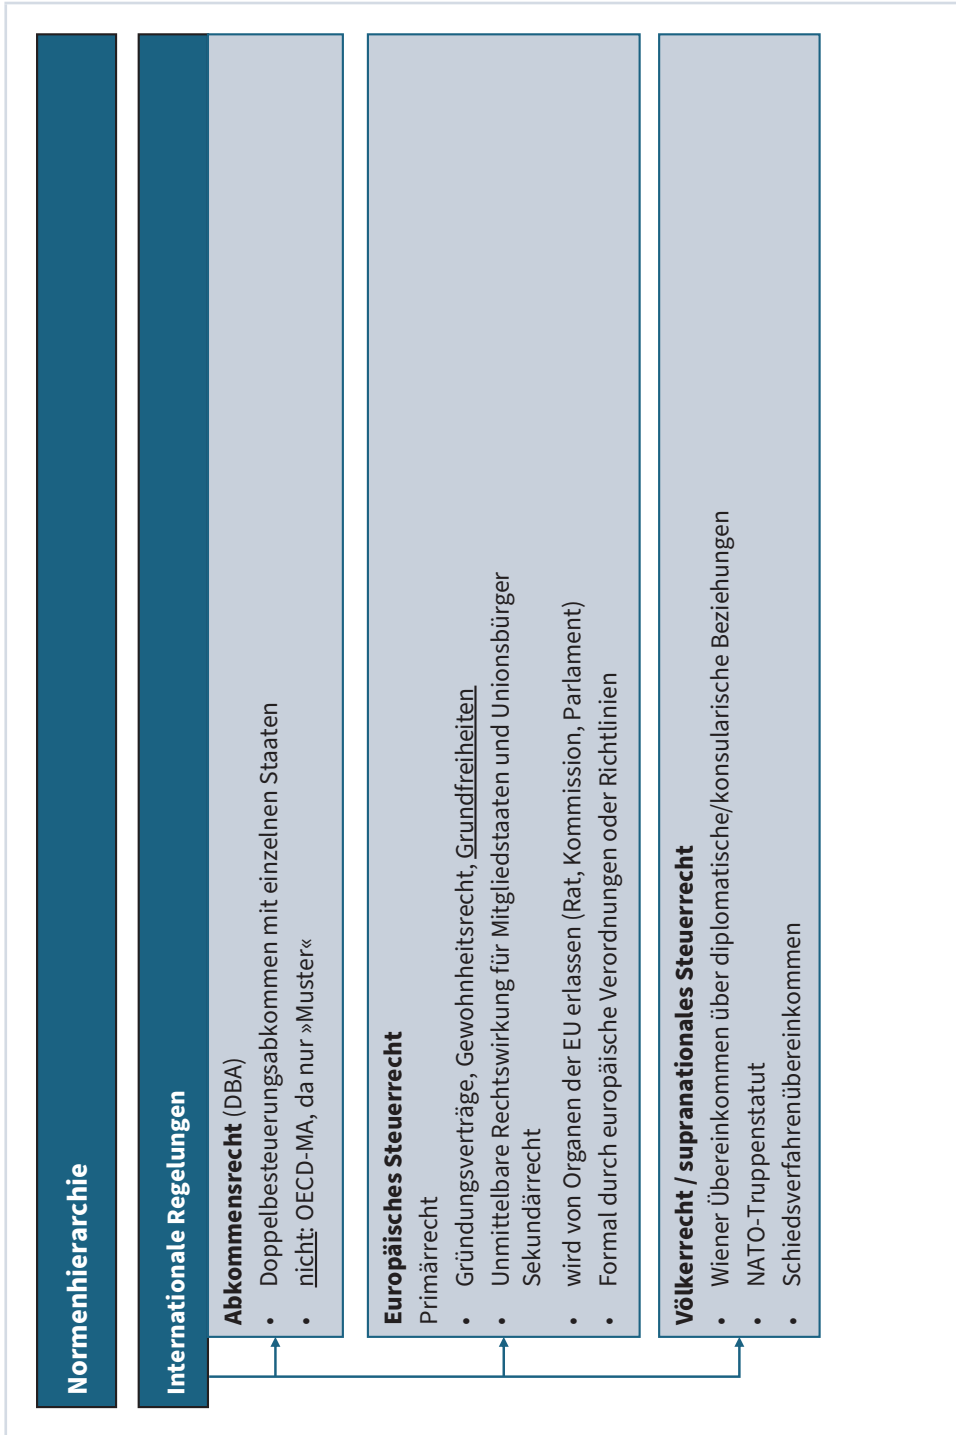 Normenhierarchie
Internationale Regelungen
Abkommensrecht (DBA)
• Doppelbesteuerungsabkommen mit einzelnen Staaten
• nicht: OECD-MA, da nur »Muster«
Europäisches Steuerrecht
Primärrecht
• Gründungsverträge, Gewohnheitsrecht, Grundfreiheiten
• Unmittelbare Rechtswirkung für Mitgliedstaaten und Unionsbürger
Sekundärrecht
• wird von Organen der EU erlassen (Rat, Kommission, Parlament)
• Formal durch europäische Verordnungen oder Richtlinien
Völkerrecht / supranationales Steuerrecht
• Wiener Übereinkommen über diplomatische/konsularische Beziehungen
• NATO-Truppenstatut
• Schiedsverfahrenübereinkommen